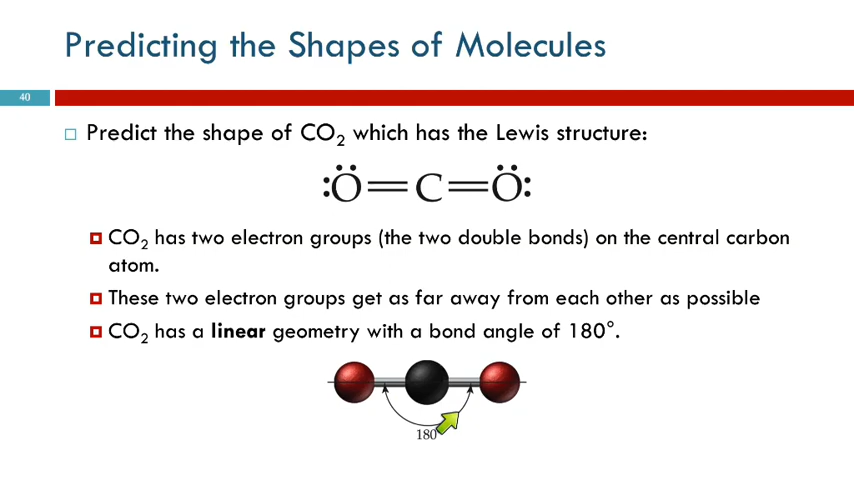 Predicting the Shapes of Molecules
40
Predict the shape of CO₂ which has the Lewis structure:
:Ö=C=Ö:
CO₂ has two electron groups (the two double bonds) on the central carbon
atom.
These two electron groups get as far away from each other as possible
CO₂ has a linear geometry with a bond angle of 180°.
180